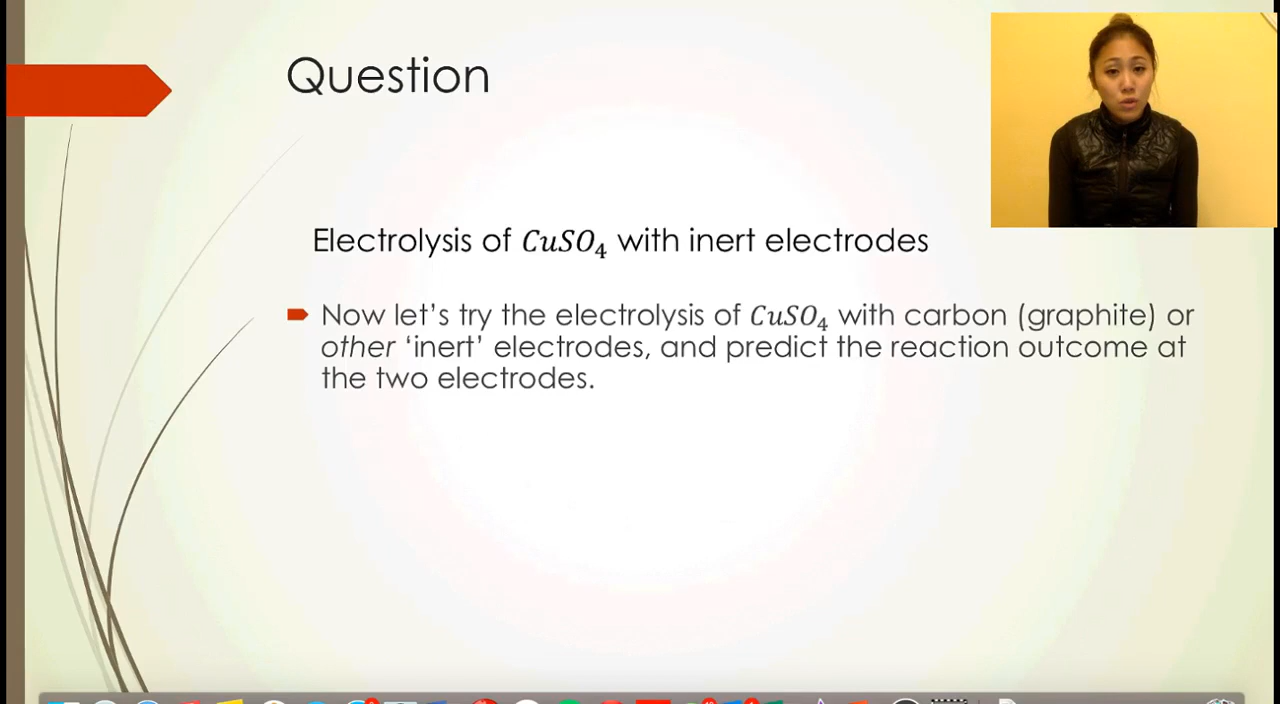 Question
Electrolysis of CuSO₄ with inert electrodes
Now let’s try the electrolysis of CuSO₄ with carbon (graphite) or
other ‘inert’ electrodes, and predict the reaction outcome at
the two electrodes.